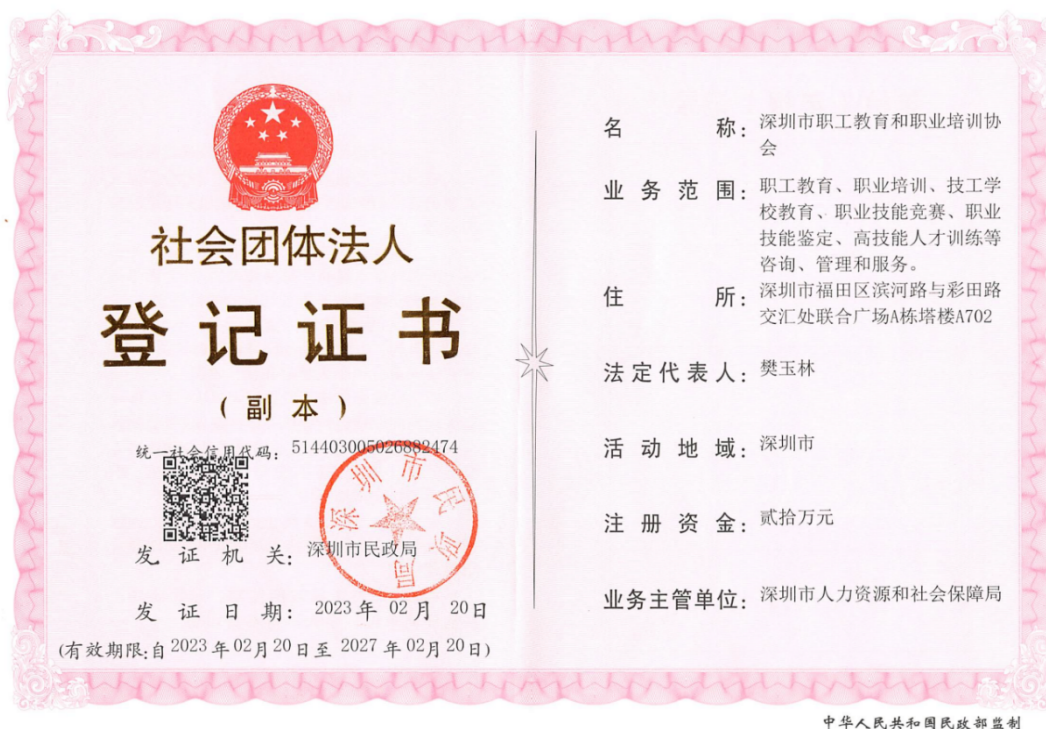 社会团体法人
登记证书
(副本)
统一社会信用代码: 514403005026882474
发证机关: 深圳市民政局
发证日期: 2023年 02月 20日
(有效期限:自2023年02月20日至 2027年02月20日)
深圳市民政局
名称: 深圳市职工教育和职业培训协
会
业务范围: 职工教育、职业培训、技工学
校教育、职业技能竞赛、职业
技能鉴定、高技能人才训练等
咨询、管理和服务。
住所: 深圳市福田区滨河路与彩田路
交汇处联合广场A栋塔楼A702
法定代表人: 樊玉林
活动地域: 深圳市
注册资金: 贰拾万元
业务主管单位: 深圳市人力资源和社会保障局
中华人民共和国民政部监制